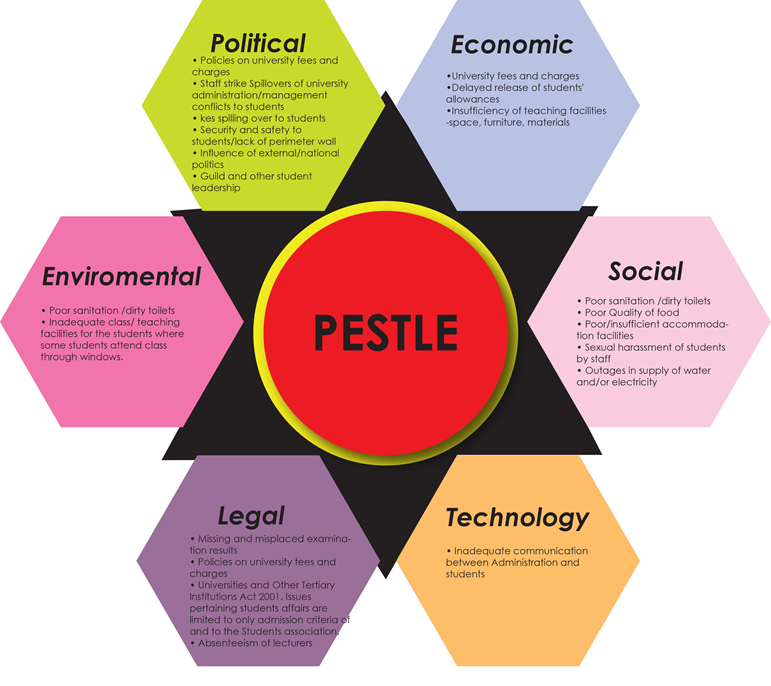 Political
• Policies on university fees and
charges
• Staff strike Spillovers of university
administration/management
conflicts to students
• kes spilling over to students
• Security and safety to
students/lack of perimeter wall
• Influence of external/national
politics
• Guild and other student
leadership
Economic
•University fees and charges
•Delayed release of students'
allowances
•Insufficiency of teaching facilities
-space, furniture, materials
Enviromental
• Poor sanitation /dirty toilets
• Inadequate class/ teaching
facilities for the students where
some students attend class
through windows.
PESTLE
Social
• Poor sanitation /dirty toilets
• Poor Quality of food
• Poor/insufficient accommoda-
tion facilities
• Sexual harassment of students
by staff
• Outages in supply of water
and/or electricity
Legal
• Missing and misplaced examina-
tion results
• Policies on university fees and
charges
• Universities and Other Tertiary
Institutions Act 2001. Issues
pertaining students affairs are
limited to only admission criteria of
and to the Students association.
• Absenteeism of lecturers
Technology
• Inadequate communication
between Administration and
students